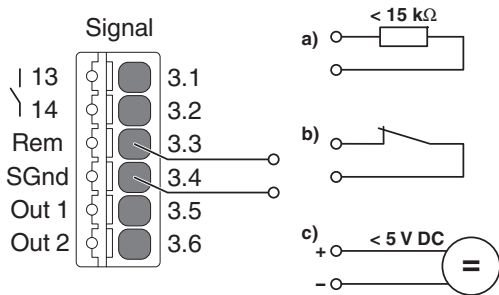 Signal
13 3.1
14 3.2
Rem 3.3
SGnd 3.4
Out 1 3.5
Out 2 3.6
a) < 15 kΩ
b)
c) < 5 V DC
+
–
=